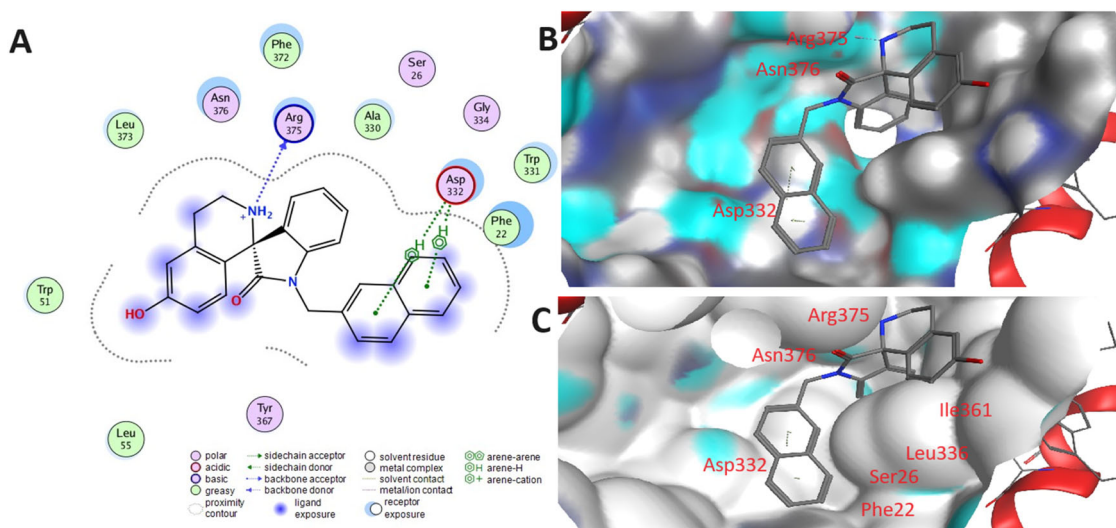 A
Phe
372
Ser
26
Asn
376
Arg
375
Leu
373
Ala
330
Gly
334
Trp
331
Asp
332
Phe
22
NH2
+
H
H
N
O
HO
Trp
51
Tyr
367
Leu
55
polar
acidic
basic
greasy
proximity
contour
sidechain acceptor
sidechain donor
backbone acceptor
backbone donor
ligand
exposure
solvent residue
metal complex
solvent contact
metal/ion contact
receptor
exposure
arene-arene
H arene-H
+ arene-cation
B
Arg375
Asn376
Asp332
C
Arg375
Asn376
Ile361
Leu336
Asp332
Ser26
Phe22